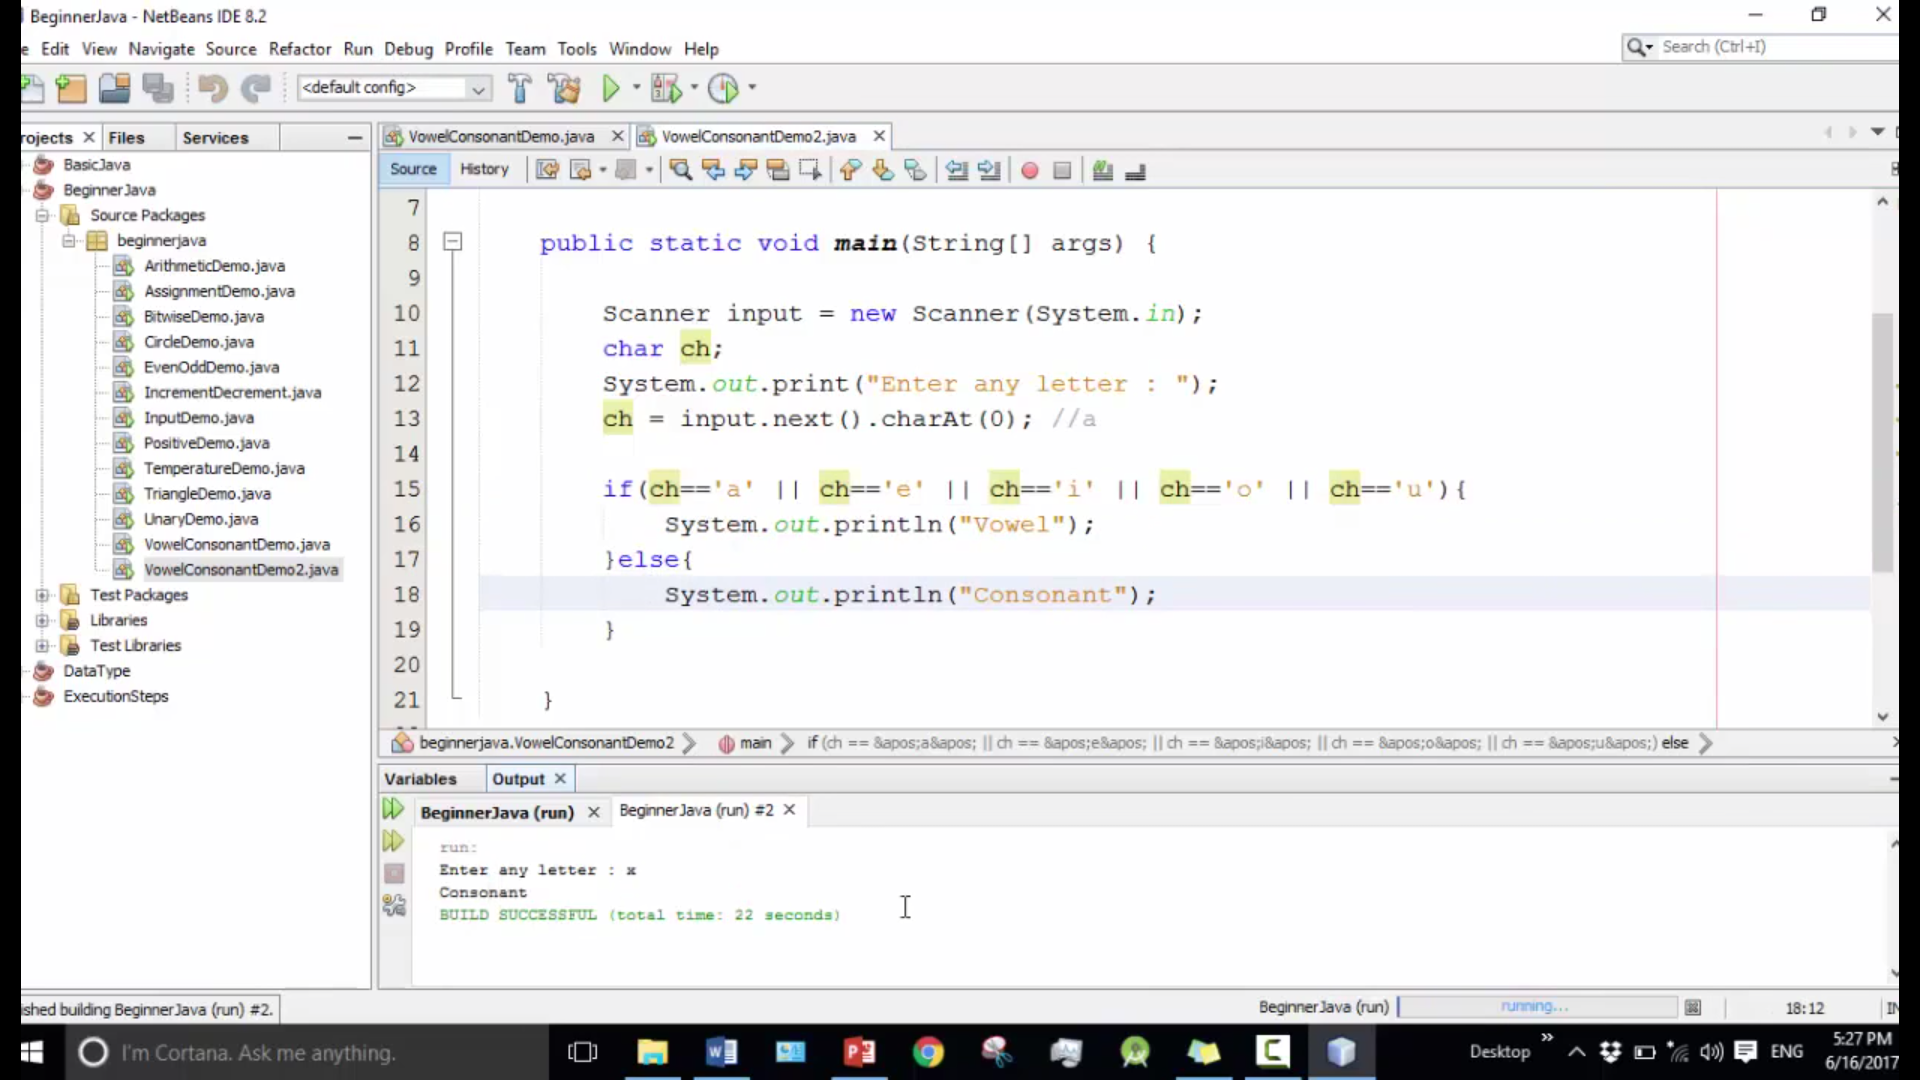 BeginnerJava - NetBeans IDE 8.2
Edit View Navigate Source Refactor Run Debug Profile Team Tools Window Help
Search (Ctrl+I)
<default config>
Files Services
VowelConsonantDemo.java
VowelConsonantDemo2.java
Source History
BasicJava
BeginnerJava
Source Packages
beginnerjava
ArithmeticDemo.java
AssignmentDemo.java
BitwiseDemo.java
CircleDemo.java
EvenOddDemo.java
IncrementDecrement.java
InputDemo.java
PositiveDemo.java
TemperatureDemo.java
TriangleDemo.java
UnaryDemo.java
VowelConsonantDemo.java
VowelConsonantDemo2.java
Test Packages
Libraries
Test Libraries
DataType
ExecutionSteps
7
8 public static void main(String[] args) {
9
10 Scanner input = new Scanner(System.in);
11 char ch;
12 System.out.print("Enter any letter : ");
13 ch = input.next().charAt(0); //a
14
15 if(ch=='a' || ch=='e' || ch=='i' || ch=='o' || ch=='u'){
16 System.out.println("Vowel");
17 }else{
18 System.out.println("Consonant");
19 }
20
21 }
beginnerjava.VowelConsonantDemo2 main if (ch == &apos;a&apos; || ch == &apos;e&apos; || ch == &apos;i&apos; || ch == &apos;o&apos; || ch == &apos;u&apos;) else
Variables Output
BeginnerJava (run) BeginnerJava (run) #2
run:
Enter any letter : x
Consonant
BUILD SUCCESSFUL (total time: 22 seconds)
ished building BeginnerJava (run) #2.
BeginnerJava (run) running... 18:12
I'm Cortana. Ask me anything.
Desktop ENG
5:27 PM
6/16/2017